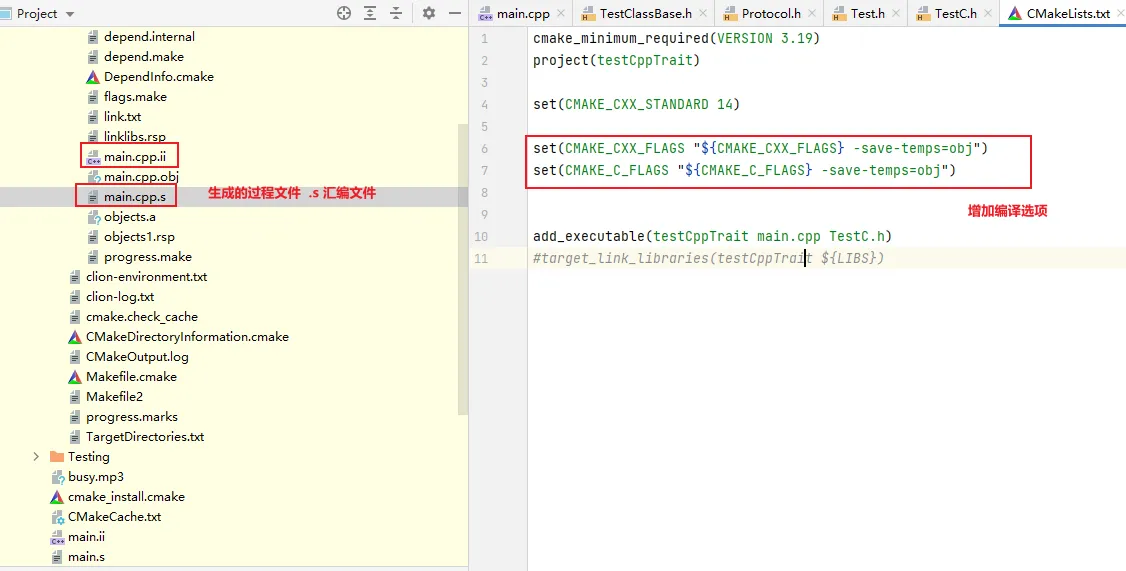 Project
main.cpp TestClassBase.h Protocol.h Test.h TestC.h CMakeLists.txt
depend.internal
depend.make
DependInfo.cmake
flags.make
link.txt
linklibs.rsp
main.cpp.ii
main.cpp.obj
main.cpp.s
生成的过程文件 .s 汇编文件
objects.a
objects1.rsp
progress.make
clion-environment.txt
clion-log.txt
cmake.check_cache
CMakeDirectoryInformation.cmake
CMakeOutput.log
Makefile.cmake
Makefile2
progress.marks
TargetDirectories.txt
Testing
busy.mp3
cmake_install.cmake
CMakeCache.txt
main.ii
main.s
1 cmake_minimum_required(VERSION 3.19)
2 project(testCppTrait)
3
4 set(CMAKE_CXX_STANDARD 14)
5
6 set(CMAKE_CXX_FLAGS "${CMAKE_CXX_FLAGS} -save-temps=obj")
7 set(CMAKE_C_FLAGS "${CMAKE_C_FLAGS} -save-temps=obj")
8
9
增加编译选项
10 add_executable(testCppTrait main.cpp TestC.h)
11 #target_link_libraries(testCppTrait ${LIBS})